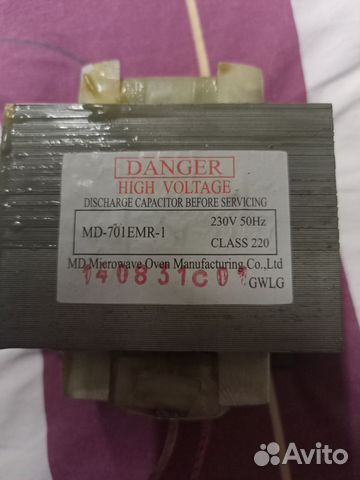 DANGER
HIGH VOLTAGE
DISCHARGE CAPACITOR BEFORE SERVICING
MD-701EMR-1
230V 50Hz
CLASS 220
MD Microwave Oven Manufacturing Co.,Ltd
140831C0*
GWLG
Avito